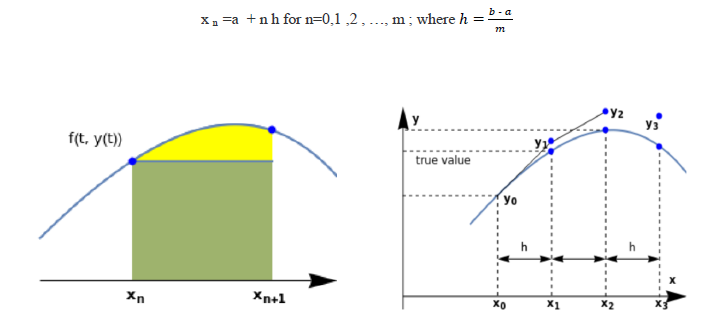 x n =a + n h for n=0,1 ,2 , …, m ; where h = b - a / m
f(t, y(t))
xn
xn+1
y
y2
y3
y1
true value
y0
h
h
x
x0
x1
x2
x3